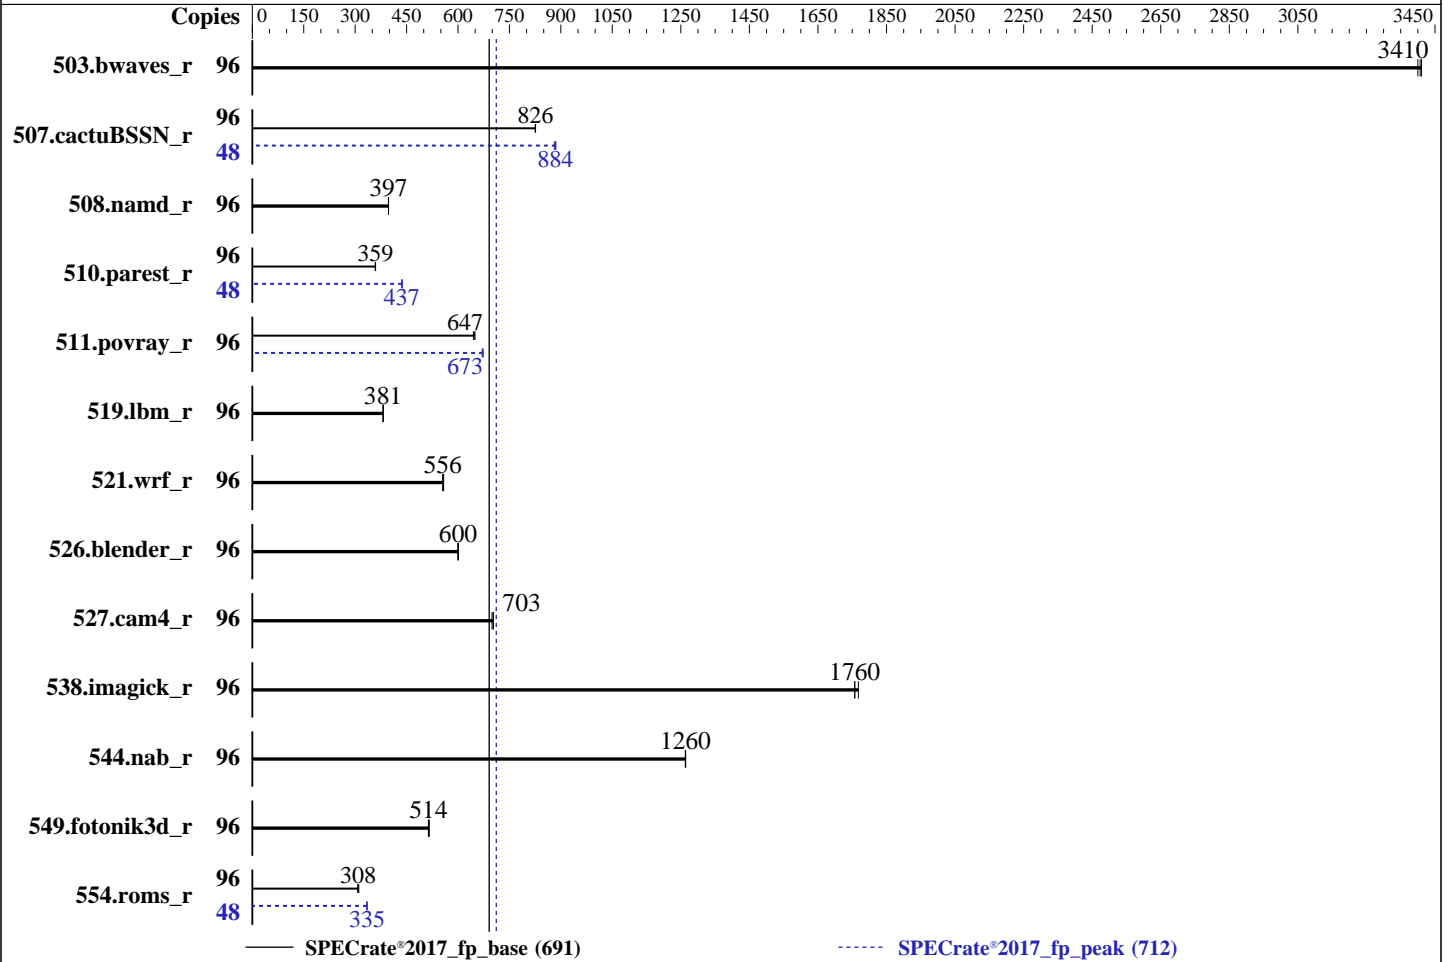 Copies 0 150 300 450 600 750 900 1050 1250 1450 1650 1850 2050 2250 2450 2650 2850 3050 3450
503.bwaves_r 96 3410
507.cactuBSSN_r 96 826
48 884
508.namd_r 96 397
510.parest_r 96 359
48 437
511.povray_r 96 647
673
519.lbm_r 96 381
521.wrf_r 96 556
526.blender_r 96 600
527.cam4_r 96 703
538.imagick_r 96 1760
544.nab_r 96 1260
549.fotonik3d_r 96 514
554.roms_r 96 308
48 335
SPECrate®2017_fp_base (691) SPECrate®2017_fp_peak (712)